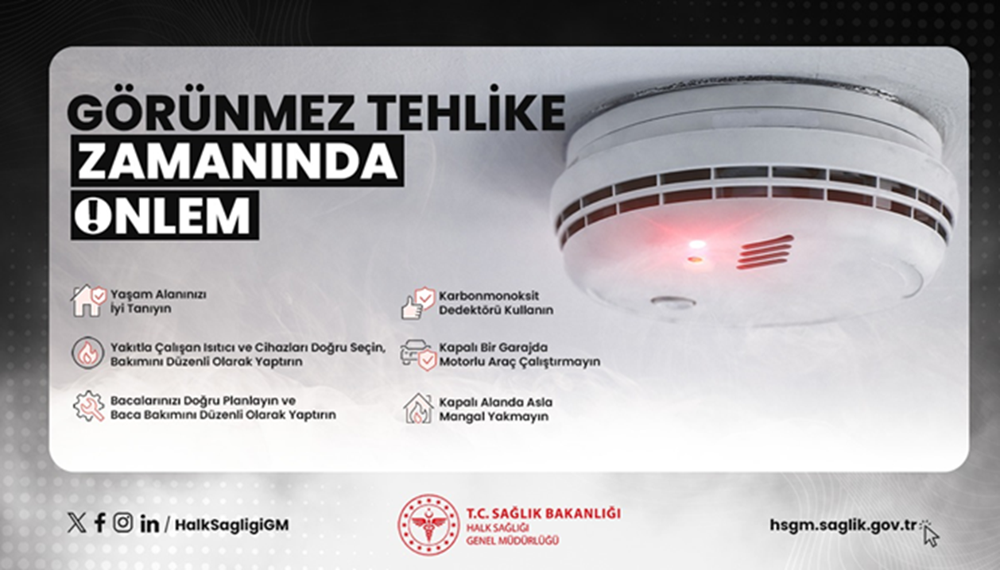 GÖRÜNMEZ TEHLİKE
ZAMANINDA
ÖNLEM
Yaşam Alanınızı
İyi Tanıyın
Yakıtla Çalışan Isıtıcı ve Cihazları Doğru Seçin,
Bakımını Düzenli Olarak Yaptırın
Bacalarınızı Doğru Planlayın ve
Baca Bakımını Düzenli Olarak Yaptırın
Karbonmonoksit
Dedektörü Kullanın
Kapalı Bir Garajda
Motorlu Araç Çalıştırmayın
Kapalı Alanda Asla
Mangal Yakmayın
/ HalkSagligiGM
T.C. SAĞLIK BAKANLIĞI
HALK SAĞLIĞI
GENEL MÜDÜRLÜĞÜ
hsgm.saglik.gov.tr